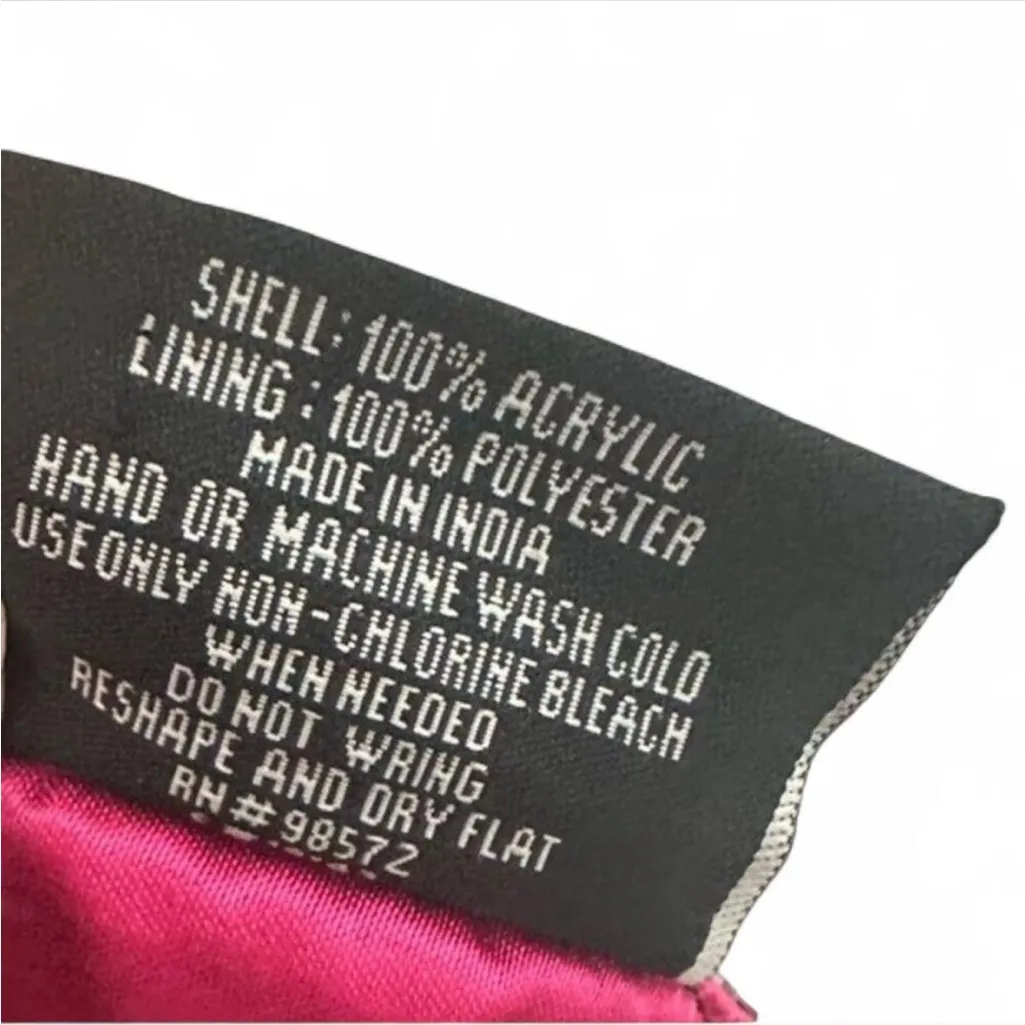 SHELL: 100% ACRYLIC
LINING : 100% POLYESTER
MADE IN INDIA
HAND OR MACHINE WASH COLD
USE ONLY NON-CHLORINE BLEACH
WHEN NEEDED
DO NOT WRING
RESHAPE AND DRY FLAT
RN#98572